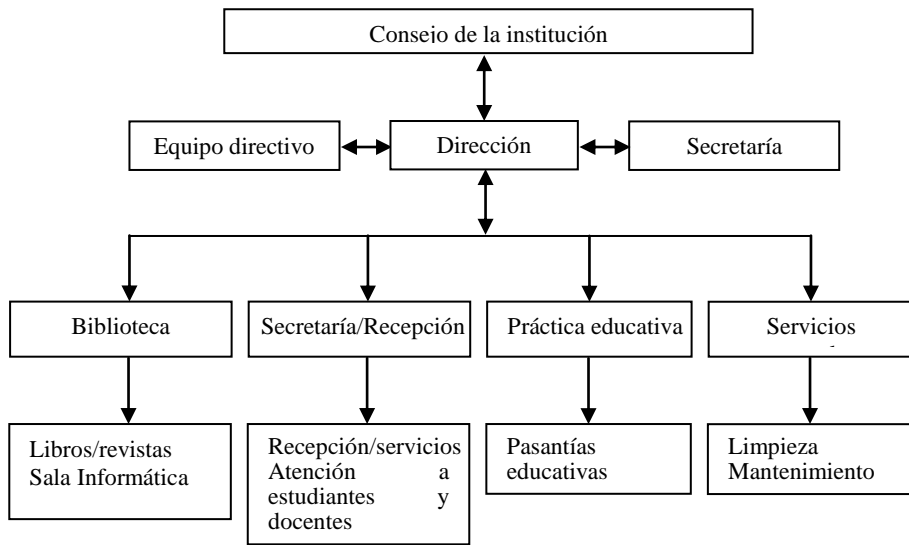 Consejo de la institución
Equipo directivo
Dirección
Secretaría
Biblioteca
Secretaría/Recepción
Práctica educativa
Servicios
Libros/revistas
Sala Informática
Recepción/servicios
Atención a
estudiantes y
docentes
Pasantías
educativas
Limpieza
Mantenimiento